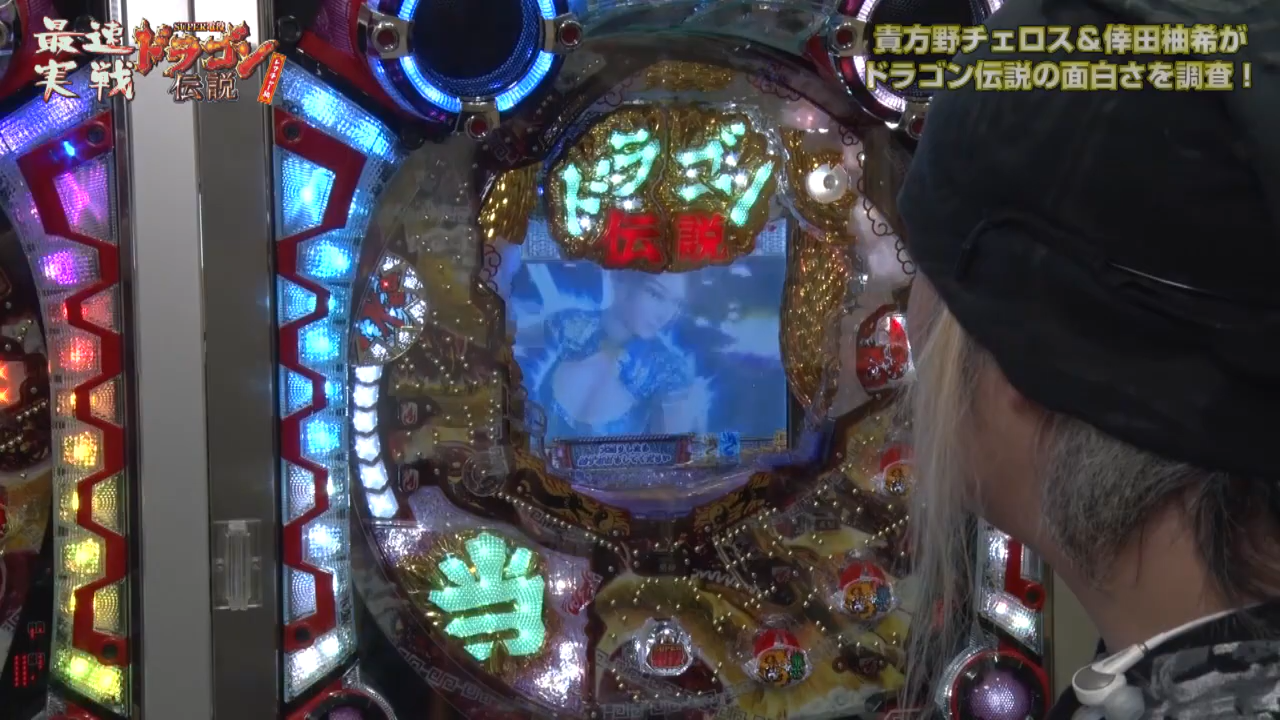 最速
実戦
SUPER電役
ドラゴン
伝説
貴方野チェロス&倖田柚希が
ドラゴン伝説の面白さを調査！
ドラゴン
伝説
当